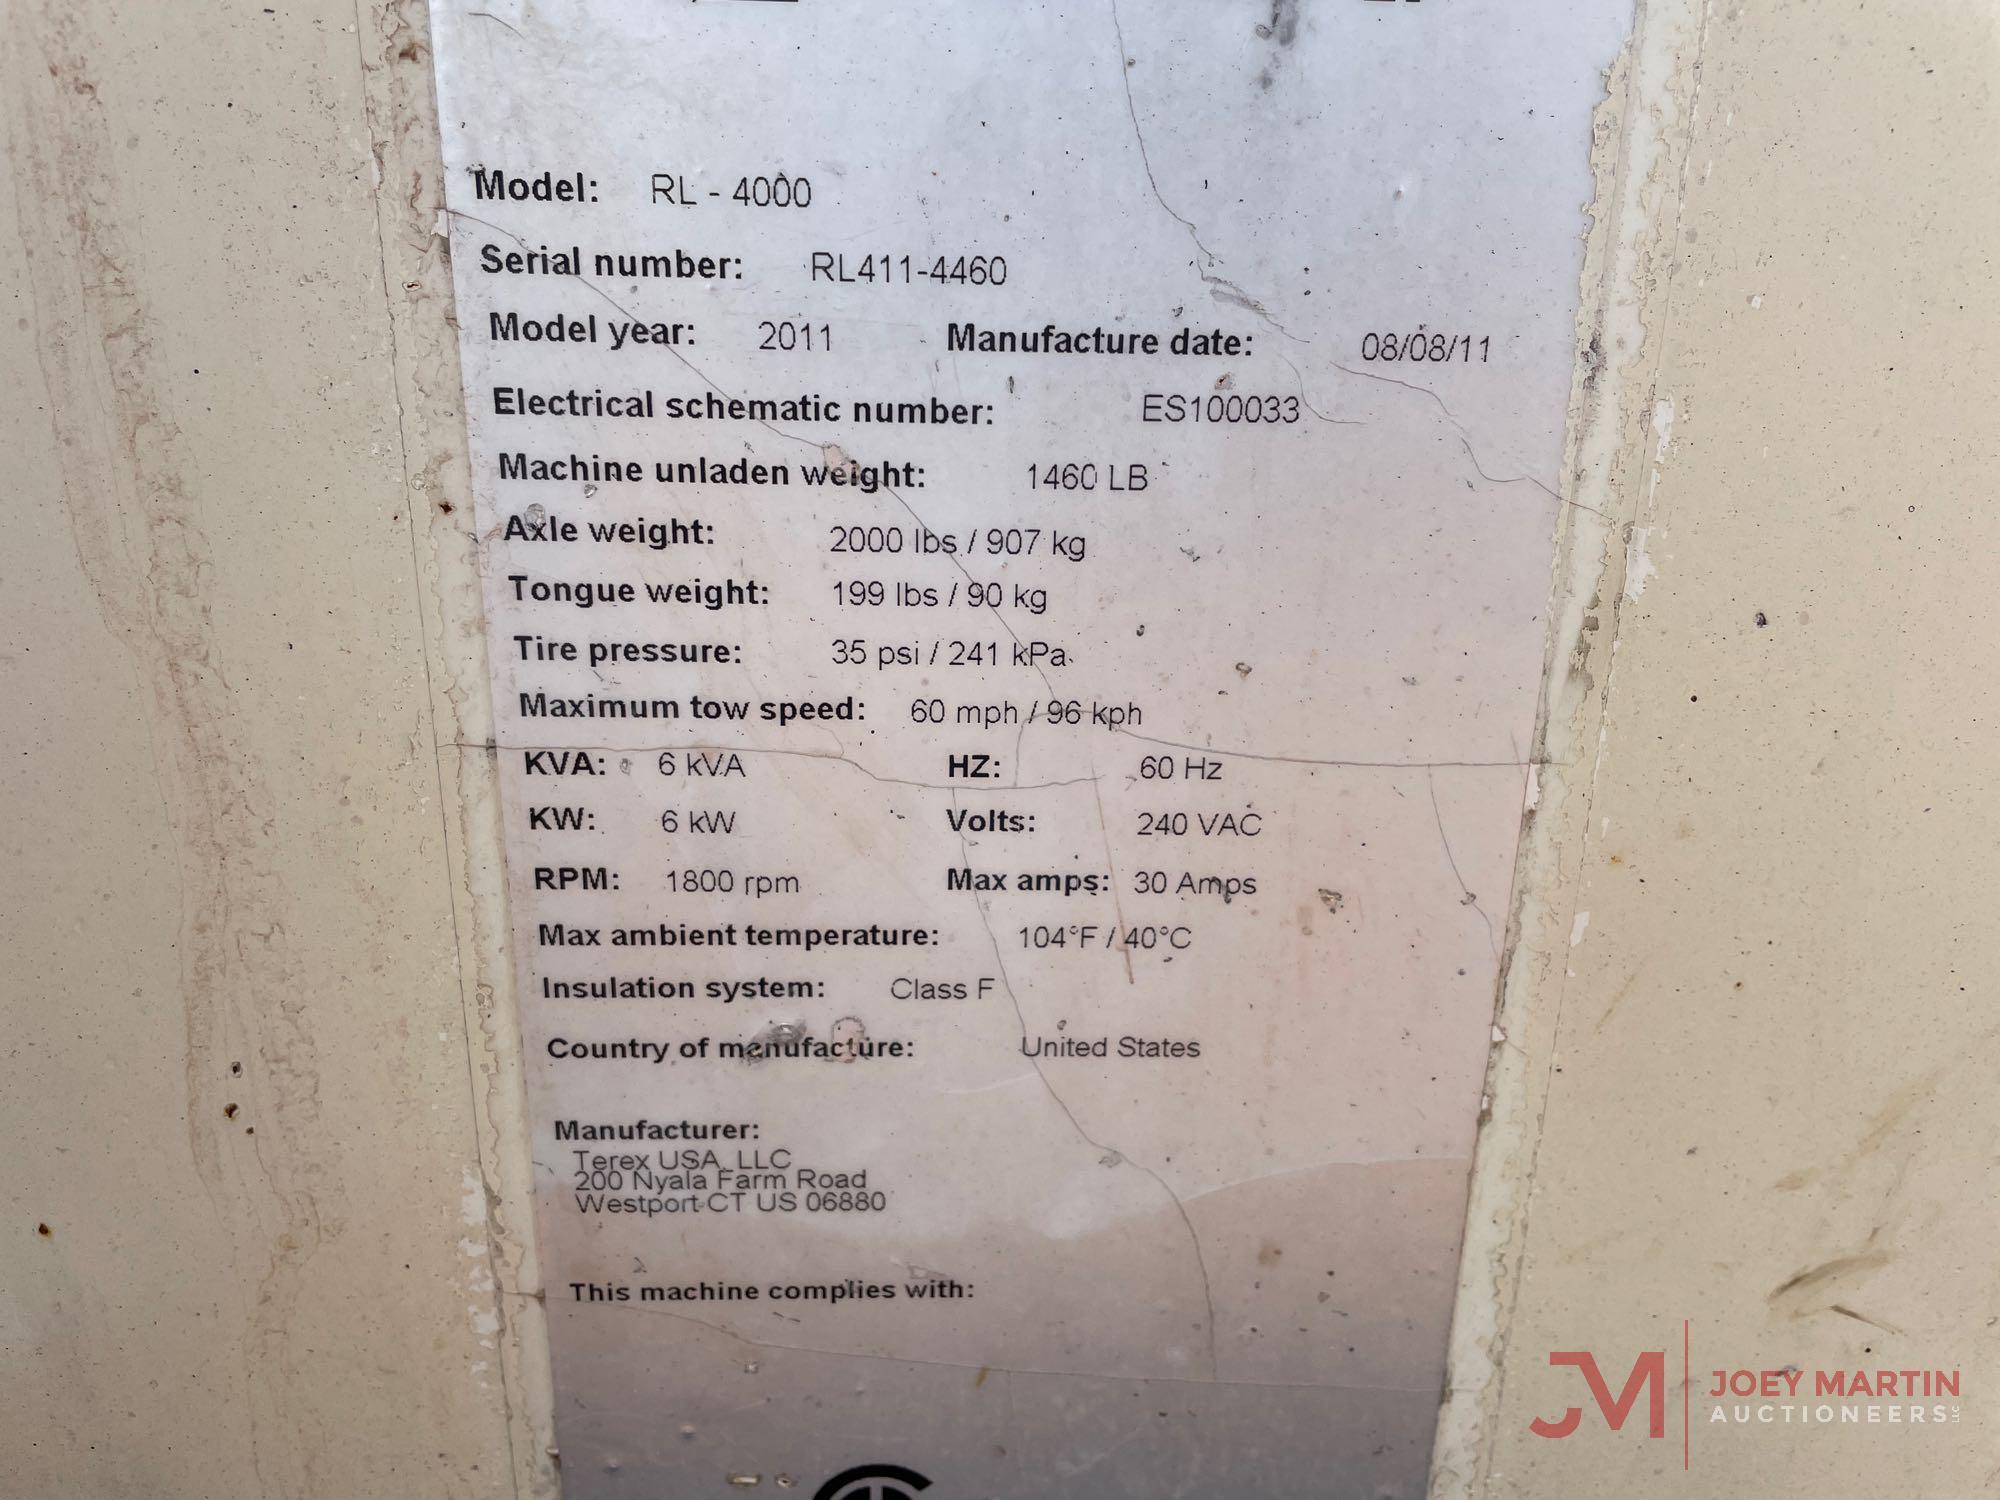 Model: RL - 4000
Serial number: RL411-4460
Model year: 2011 Manufacture date: 08/08/11
Electrical schematic number: ES100033
Machine unladen weight: 1460 LB
Axle weight: 2000 lbs / 907 kg
Tongue weight: 199 lbs / 90 kg
Tire pressure: 35 psi / 241 kPa
Maximum tow speed: 60 mph / 96 kph
KVA: 6 kVA HZ: 60 Hz
KW: 6 kW Volts: 240 VAC
RPM: 1800 rpm Max amps: 30 Amps
Max ambient temperature: 104°F / 40°C
Insulation system: Class F
Country of manufacture: United States
Manufacturer:
Terex USA, LLC
200 Nyala Farm Road
Westport CT US 06880
This machine complies with:
JM
JOEY MARTIN
AUCTIONEERS LLC